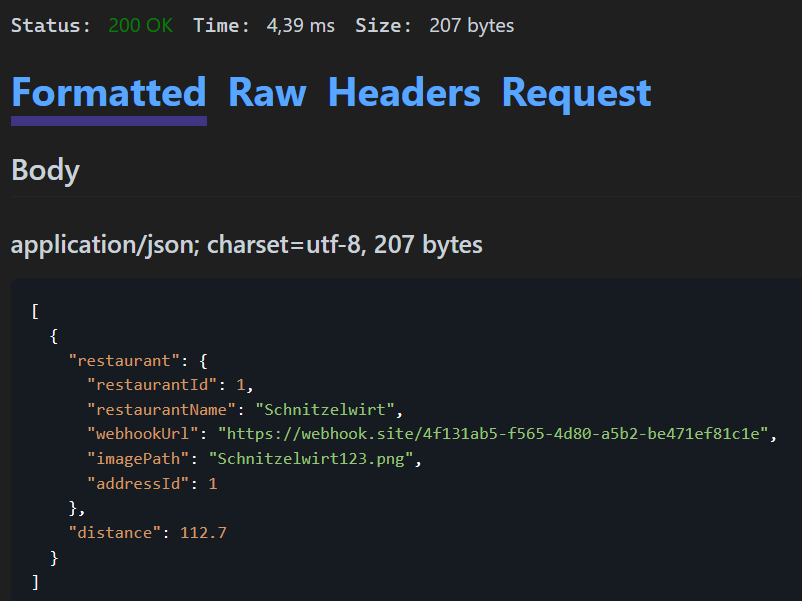 Status: 200 OK Time: 4,39 ms Size: 207 bytes
Formatted Raw Headers Request
Body
application/json; charset=utf-8, 207 bytes
[
  {
    "restaurant": {
      "restaurantId": 1,
      "restaurantName": "Schnitzelwirt",
      "webhookUrl": "https://webhook.site/4f131ab5-f565-4d80-a5b2-be471ef81c1e",
      "imagePath": "Schnitzelwirt123.png",
      "addressId": 1
    },
    "distance": 112.7
  }
]